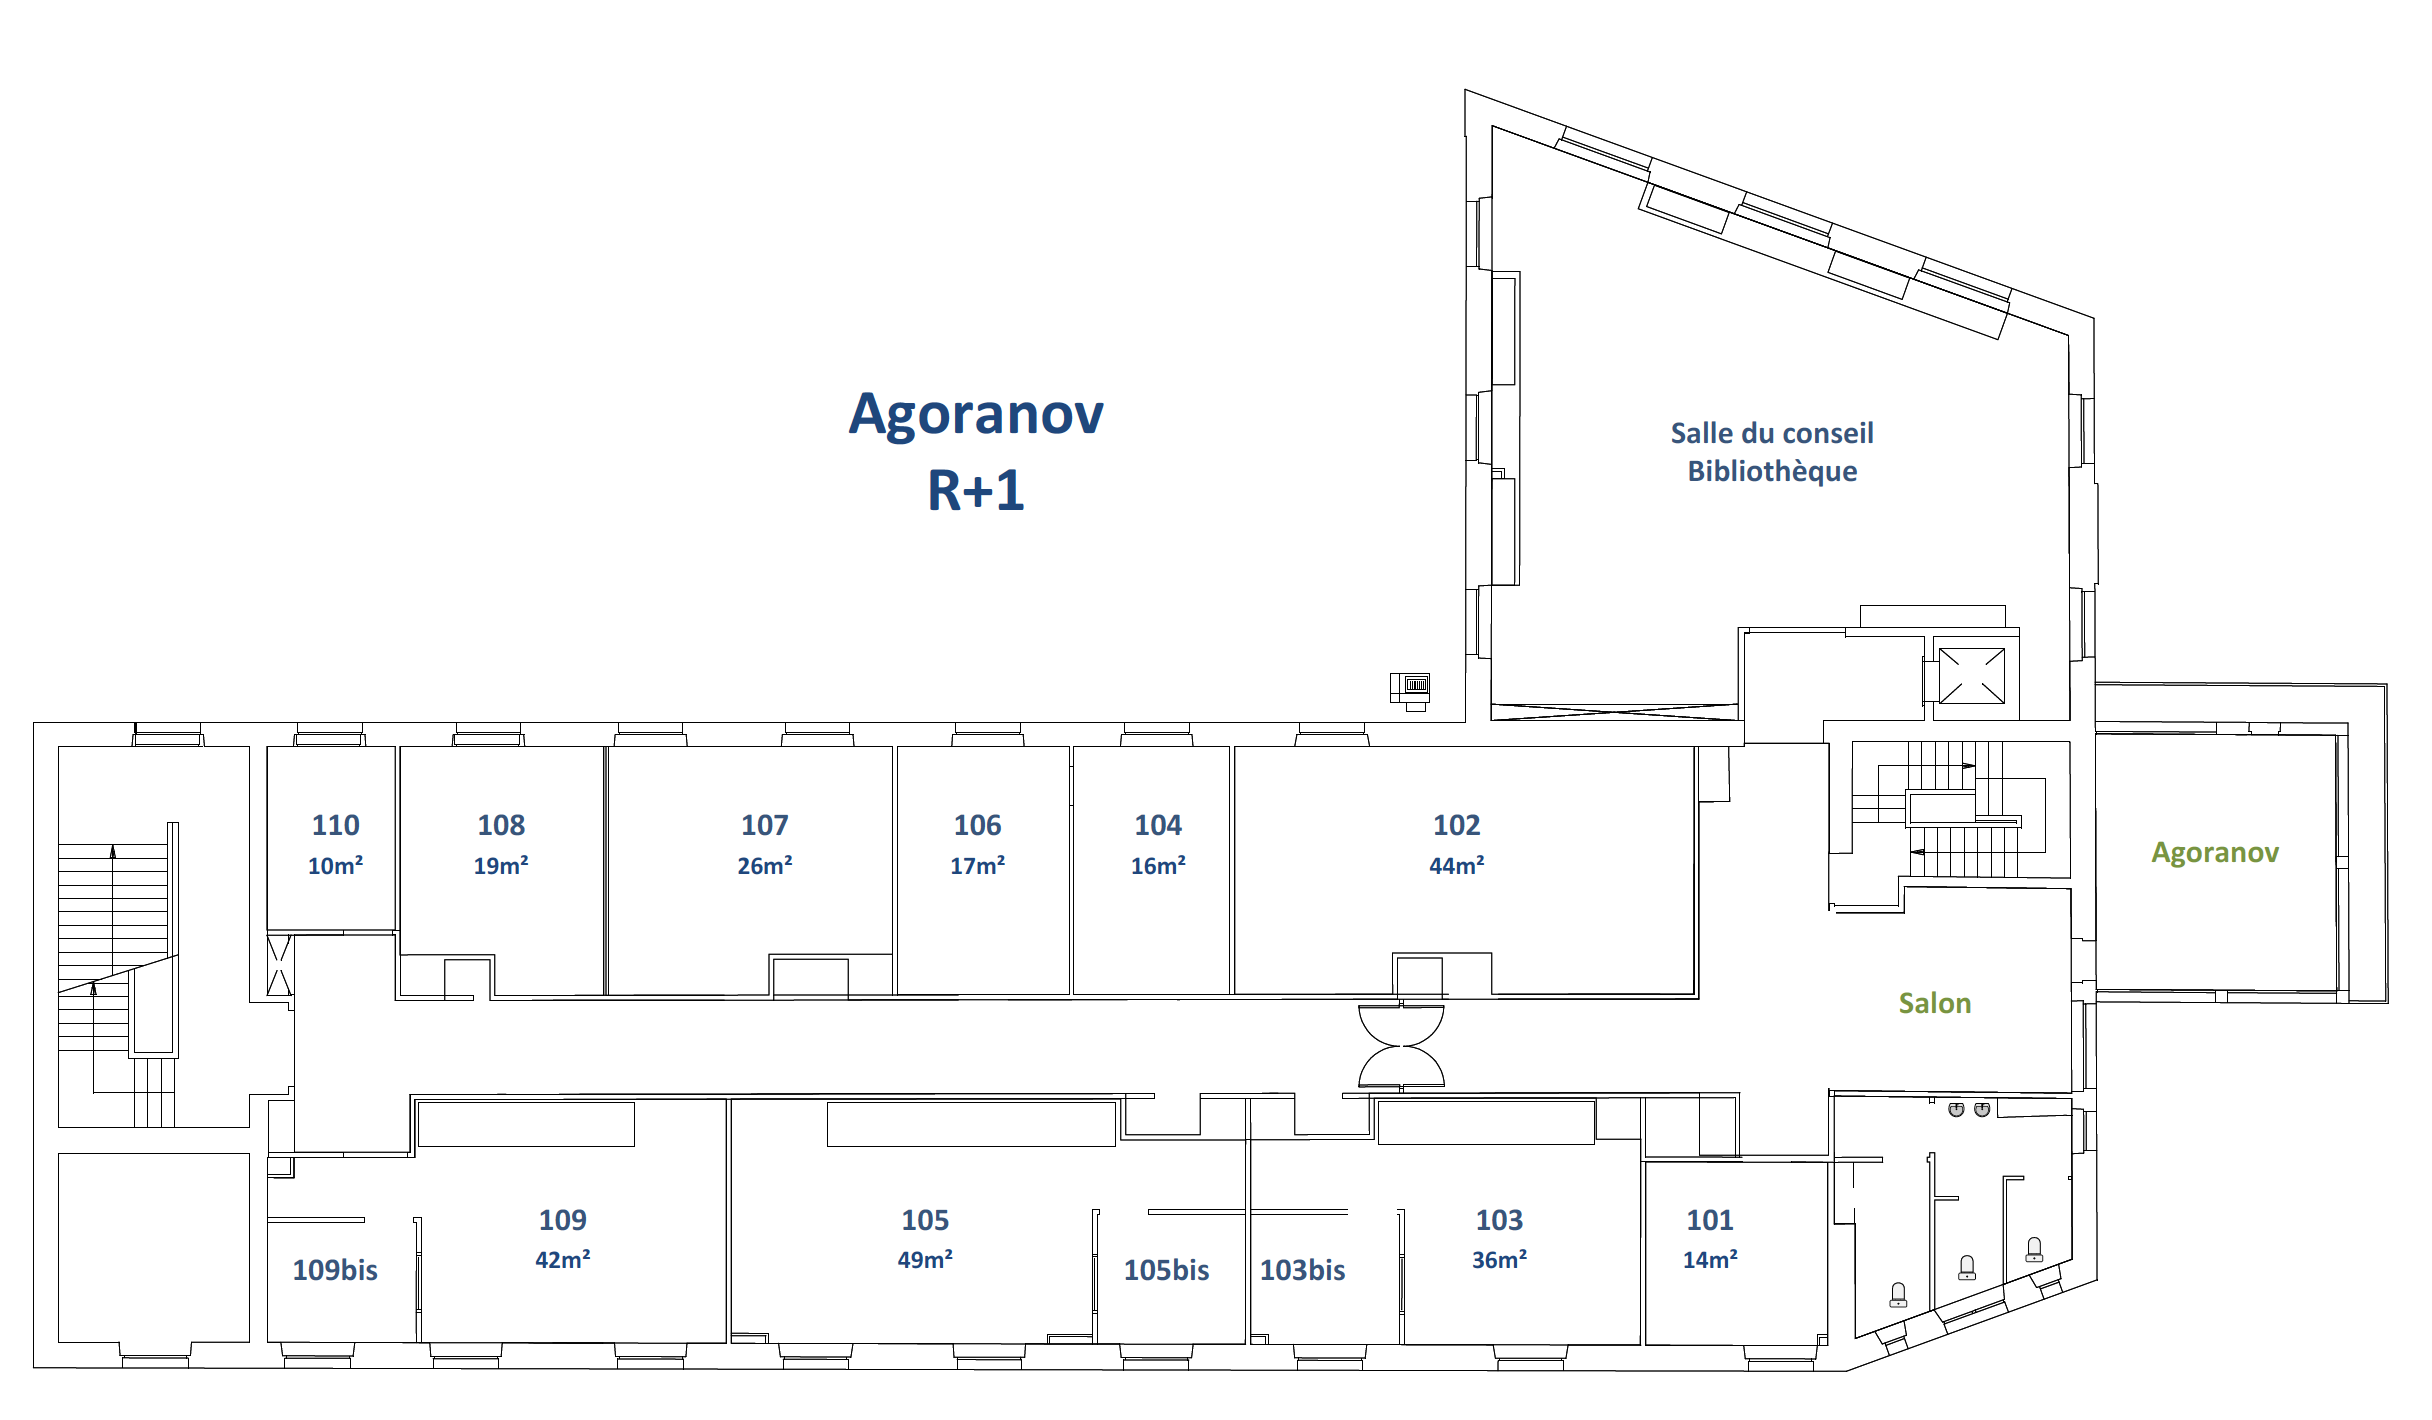 Agoranov
R+1
Salle du conseil
Bibliothèque
110
10m²
108
19m²
107
26m²
106
17m²
104
16m²
102
44m²
Agoranov
Salon
109bis
109
42m²
105
49m²
105bis
103bis
103
36m²
101
14m²